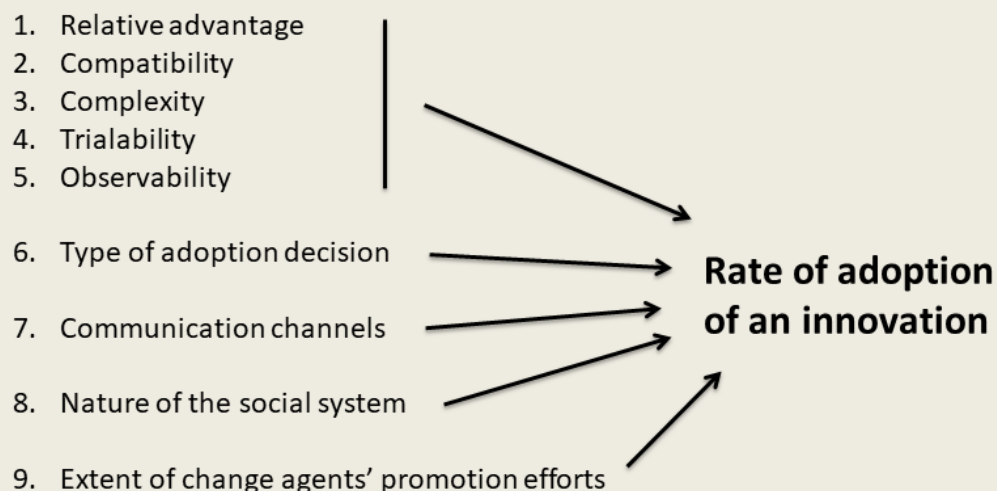 1. Relative advantage
2. Compatibility
3. Complexity
4. Trialability
5. Observability
6. Type of adoption decision
7. Communication channels
8. Nature of the social system
9. Extent of change agents’ promotion efforts
Rate of adoption
of an innovation